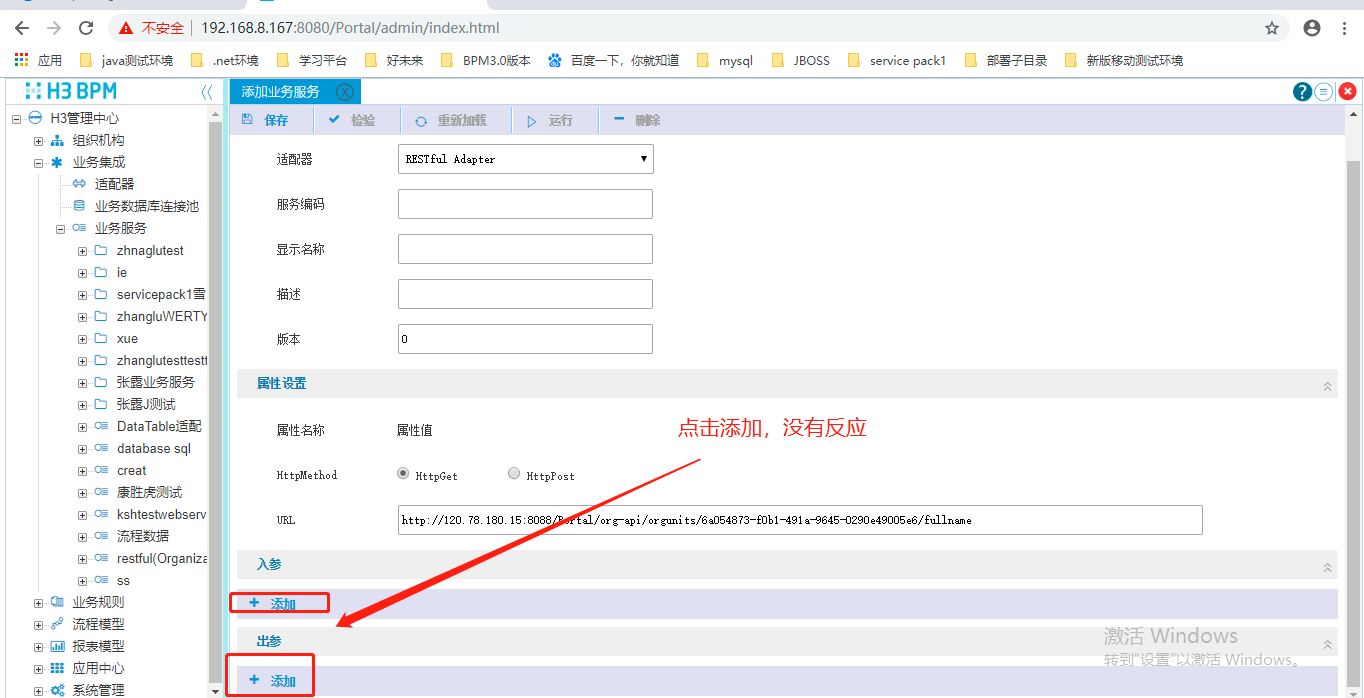 不安全 192.168.8.167:8080/Portal/admin/index.html
应用 java测试环境 .net环境 学习平台 好未来 BPM3.0版本 百度一下，你就知道 mysql JBOSS service pack1 部署子目录 新版移动测试环境
H3 BPM
H3管理中心
组织机构
业务集成
适配器
业务数据库连接池
业务服务
zhnaglutest
ie
servicepack1雪
zhangluWERTY
xue
zhanglutesttestt
张露业务服务
张露J测试
DataTable适配
database sql
creat
康胜虎测试
kshtestwebserv
流程数据
restful(Organiza
ss
业务规则
流程模型
报表模型
应用中心
系统管理
添加业务服务
保存 检验 重新加载 运行 删除
适配器 RESTful Adapter
服务编码
显示名称
描述
版本 0
属性设置
点击添加，没有反应
属性名称 属性值
HttpMethod HttpGet HttpPost
URL http://120.78.180.15:8088/Portal/org-api/orgunits/6a054873-f0b1-491a-9645-0290e49005e6/fullname
入参
添加
出参
添加
激活 Windows
转到"设置"以激活 Windows。